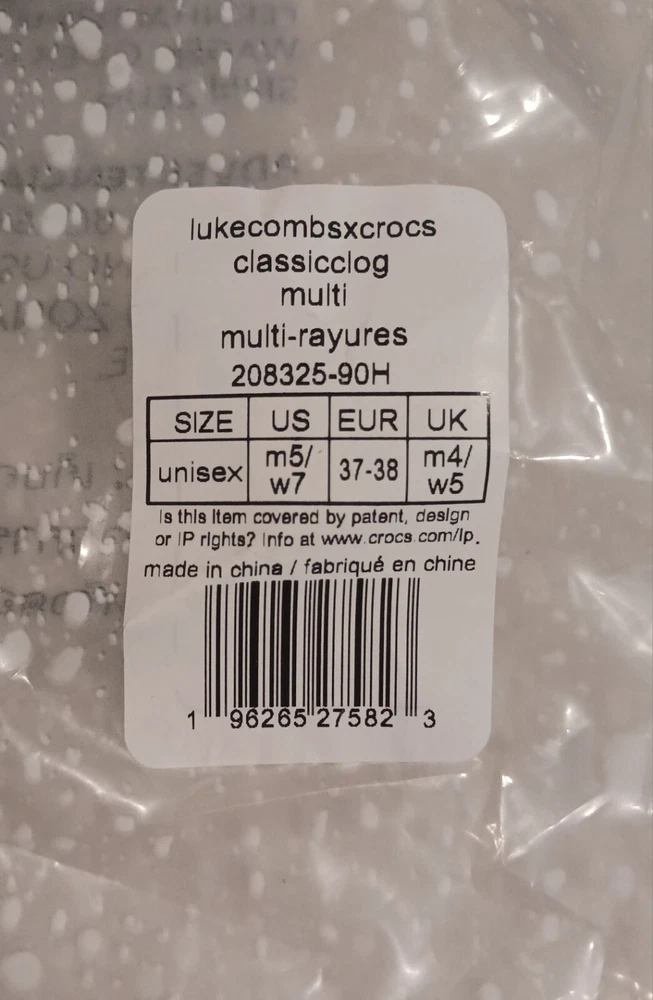 lukecombsxcrocs
classicclog
multi
multi-rayures
208325-90H
SIZE US EUR UK
unisex m5/w7 37-38 m4/w5
Is this item covered by patent, design
or IP rights? Info at www.crocs.com/ip.
made in china / fabriqué en chine
1 96265 27582 3